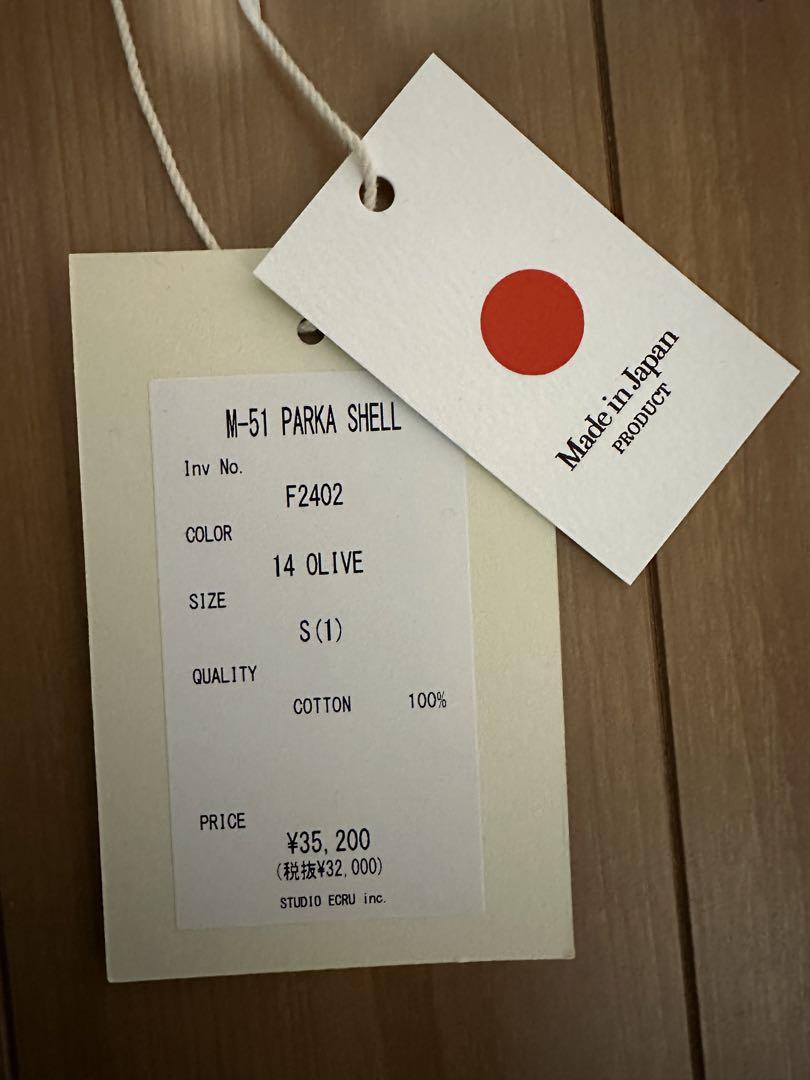 M-51 PARKA SHELL
Inv No.
F2402
COLOR
14 OLIVE
SIZE
S(1)
QUALITY
COTTON 100%
PRICE
¥35,200
(税抜¥32,000)
STUDIO ECRU inc.
Made in Japan
PRODUCT